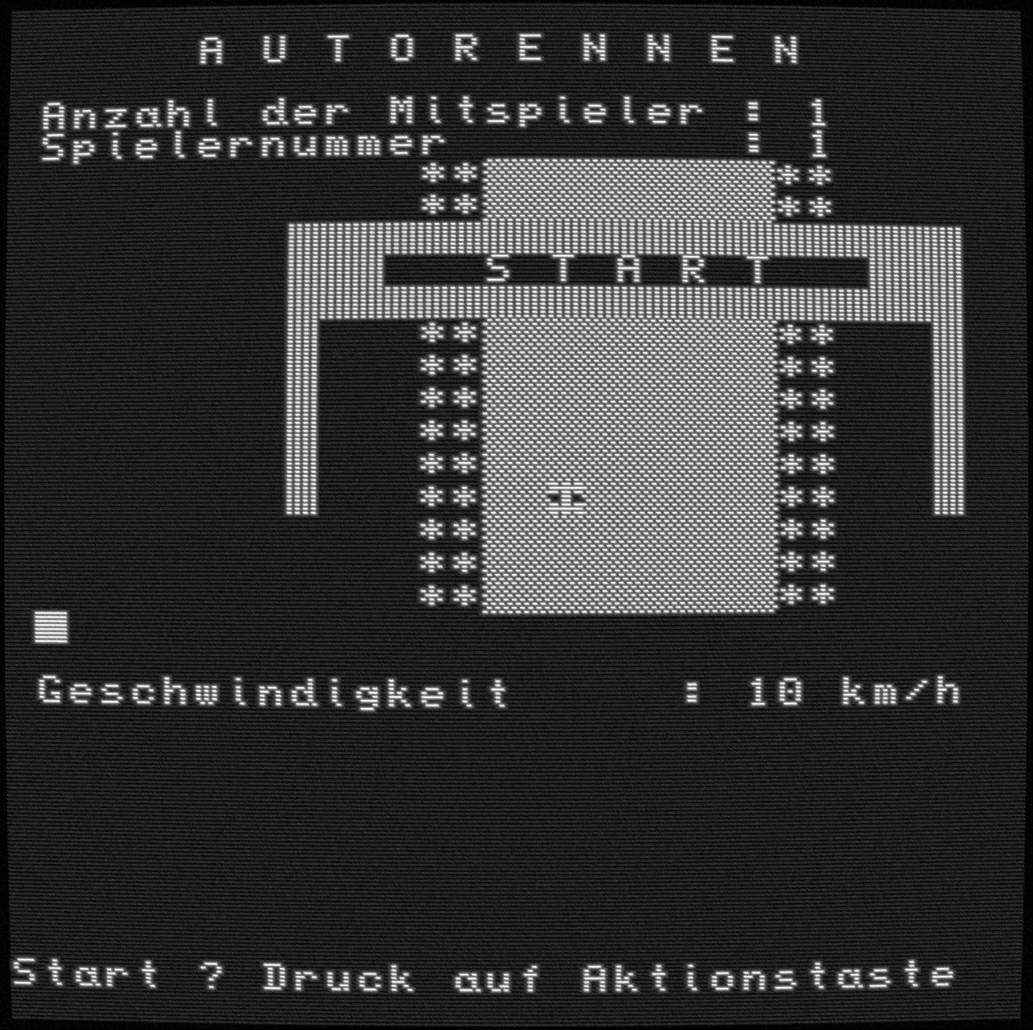 A U T O R E N N E N
Anzahl der Mitspieler : 1
Spielernummer : 1
** **
** **
S T A R T
** **
** **
** **
** **
** **
** **
** **
** **
** **
Geschwindigkeit : 10 km/h
Start ? Druck auf Aktionstaste